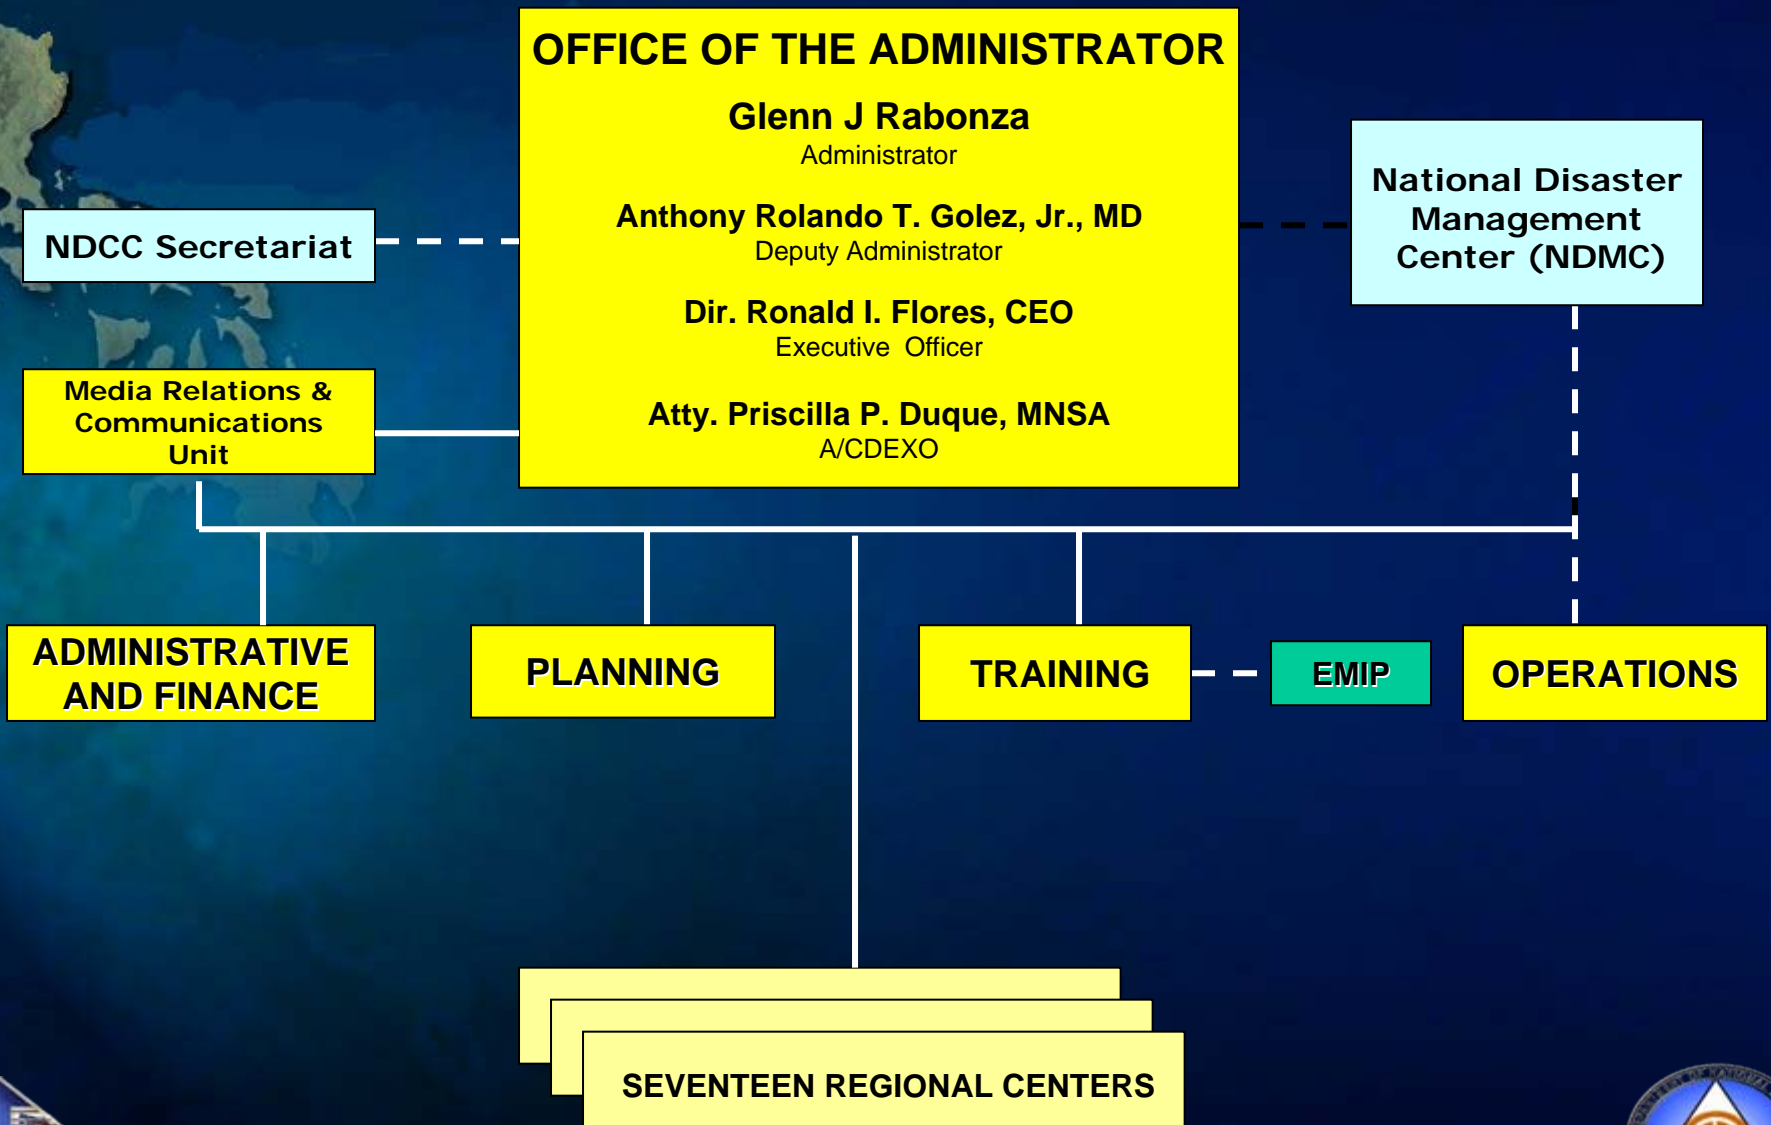 OFFICE OF THE ADMINISTRATOR
Glenn J Rabonza
Administrator
Anthony Rolando T. Golez, Jr., MD
Deputy Administrator
Dir. Ronald I. Flores, CEO
Executive Officer
Atty. Priscilla P. Duque, MNSA
A/CDEXO
National Disaster
Management
Center (NDMC)
NDCC Secretariat
Media Relations &
Communications
Unit
ADMINISTRATIVE
AND FINANCE
PLANNING
TRAINING
EMIP
OPERATIONS
SEVENTEEN REGIONAL CENTERS